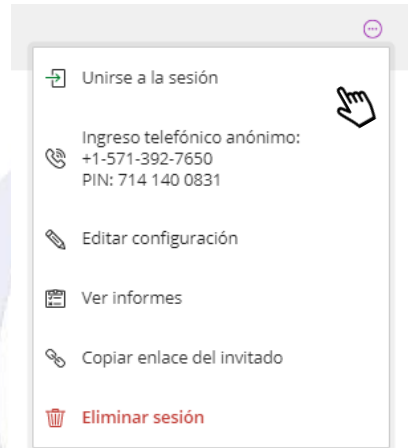 Unirse a la sesión
Ingreso telefónico anónimo:
+1-571-392-7650
PIN: 714 140 0831
Editar configuración
Ver informes
Copiar enlace del invitado
Eliminar sesión